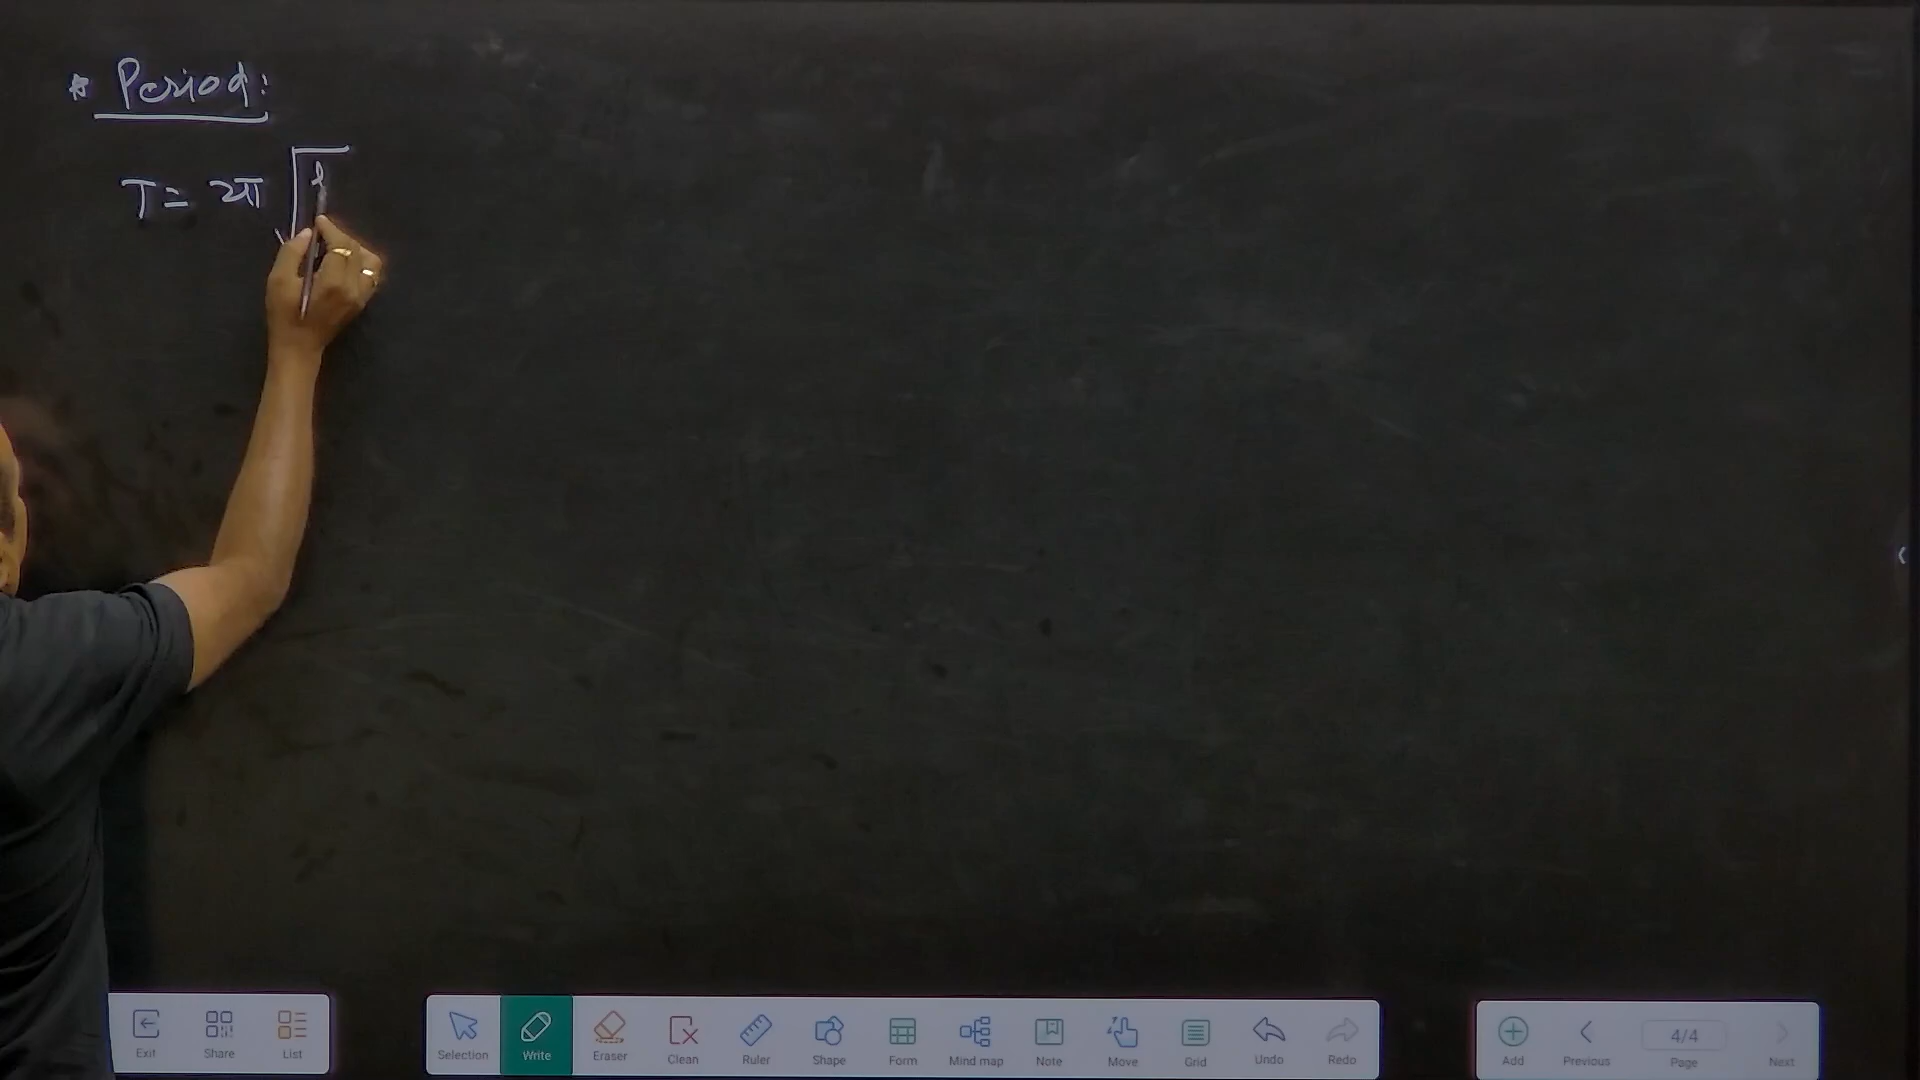 * Period:
T = 2π √l
Exit Share List Selection Write Eraser Clean Ruler Shape Form Mind map Note Move Grid Undo Redo Add Previous 4/4 Page Next